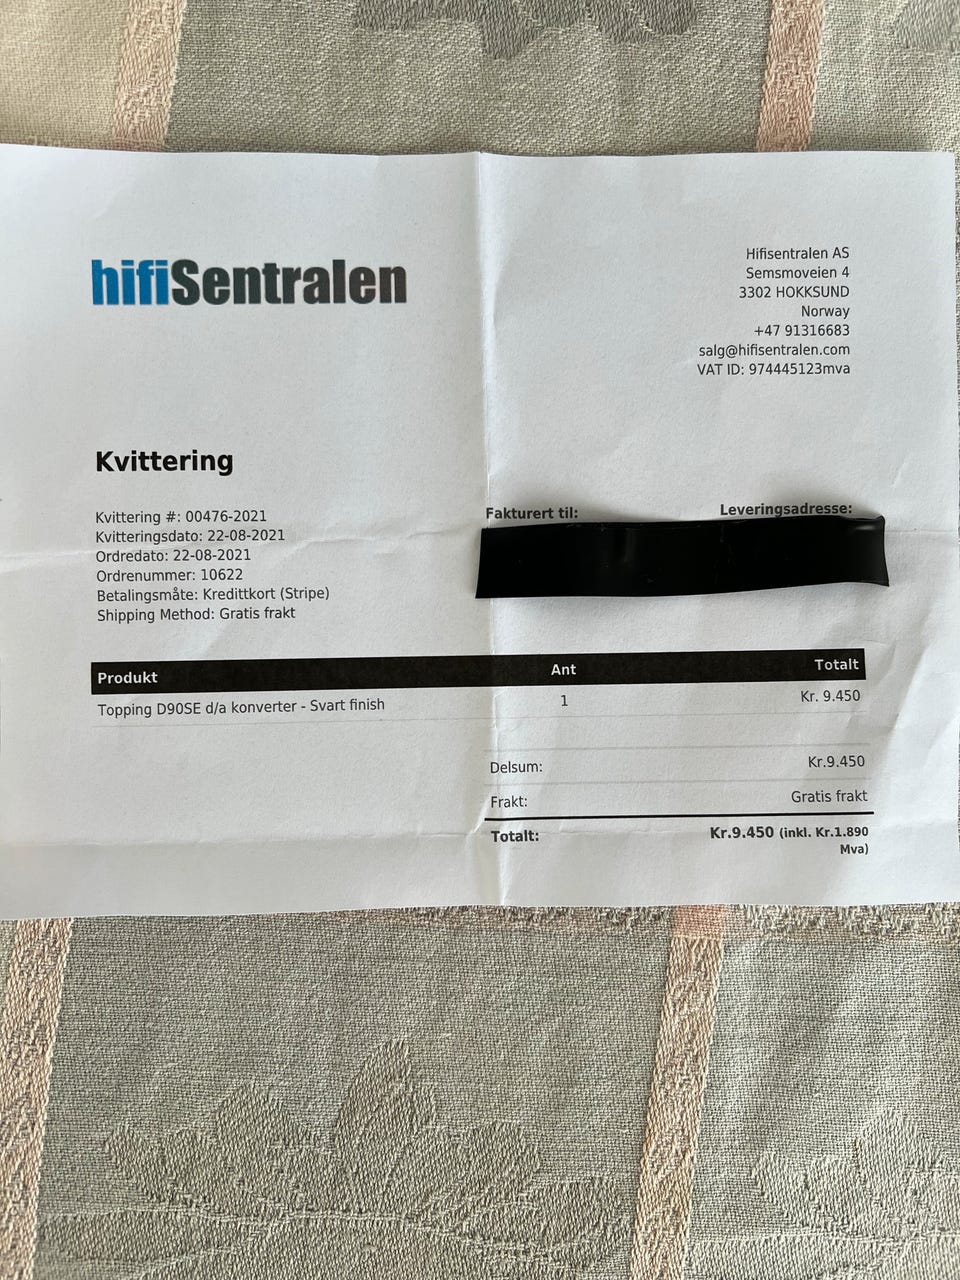 hifiSentralen
Hifisentralen AS
Semsmoveien 4
3302 HOKKSUND
Norway
+47 91316683
salg@hifisentralen.com
VAT ID: 974445123mva
Kvittering
Kvittering #: 00476-2021
Kvitteringsdato: 22-08-2021
Ordredato: 22-08-2021
Ordrenummer: 10622
Betalingsmåte: Kredittkort (Stripe)
Shipping Method: Gratis frakt
Fakturert til: Leveringsadresse:
Produkt Ant Totalt
Topping D90SE d/a konverter - Svart finish 1 Kr. 9.450
Delsum: Kr.9.450
Frakt: Gratis frakt
Totalt: Kr.9.450 (inkl. Kr.1.890
Mva)